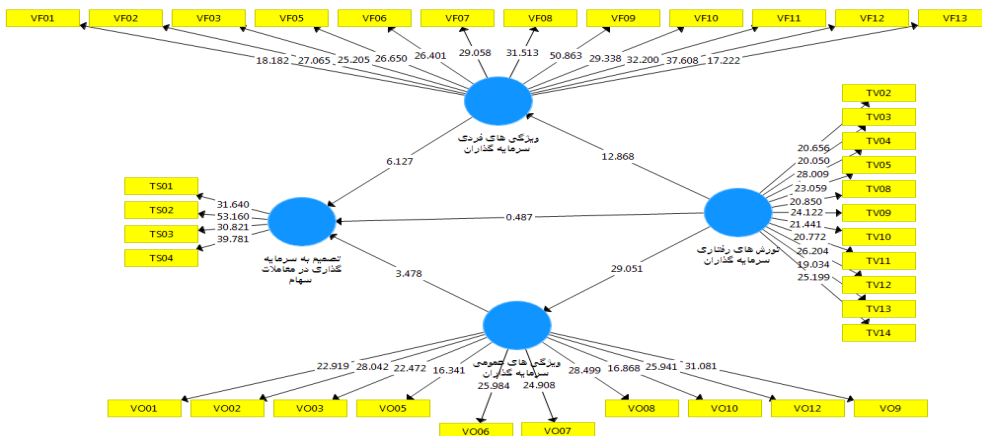 VF01 VF02 VF03 VF05 VF06 VF07 VF08 VF09 VF10 VF11 VF12 VF13
18.182 27.065 25.205 26.650 26.401 29.058 31.513 50.863 29.338 32.200 37.608 17.222
ویژگی های فردی
سرمایه گذاران
6.127
12.868
TV02
TV03
TV04
TV05
TV08
TV09
TV10
TV11
TV12
TV13
TV14
20.656
20.050
28.009
23.059
20.850
24.122
21.441
20.772
26.204
19.034
25.199
تورش های رفتاری
سرمایه گذاران
TS01
TS02
TS03
TS04
31.640
53.160
30.821
39.781
تصمیم به سرمایه
گذاری در معاملات
سهام
0.487
3.478
29.051
ویژگی های عمومی
سرمایه گذاران
22.919 28.042 22.472 16.341 25.984 24.908 28.499 16.868 25.941 31.081
VO01 VO02 VO03 VO05 VO06 VO07 VO08 VO10 VO12 VO9